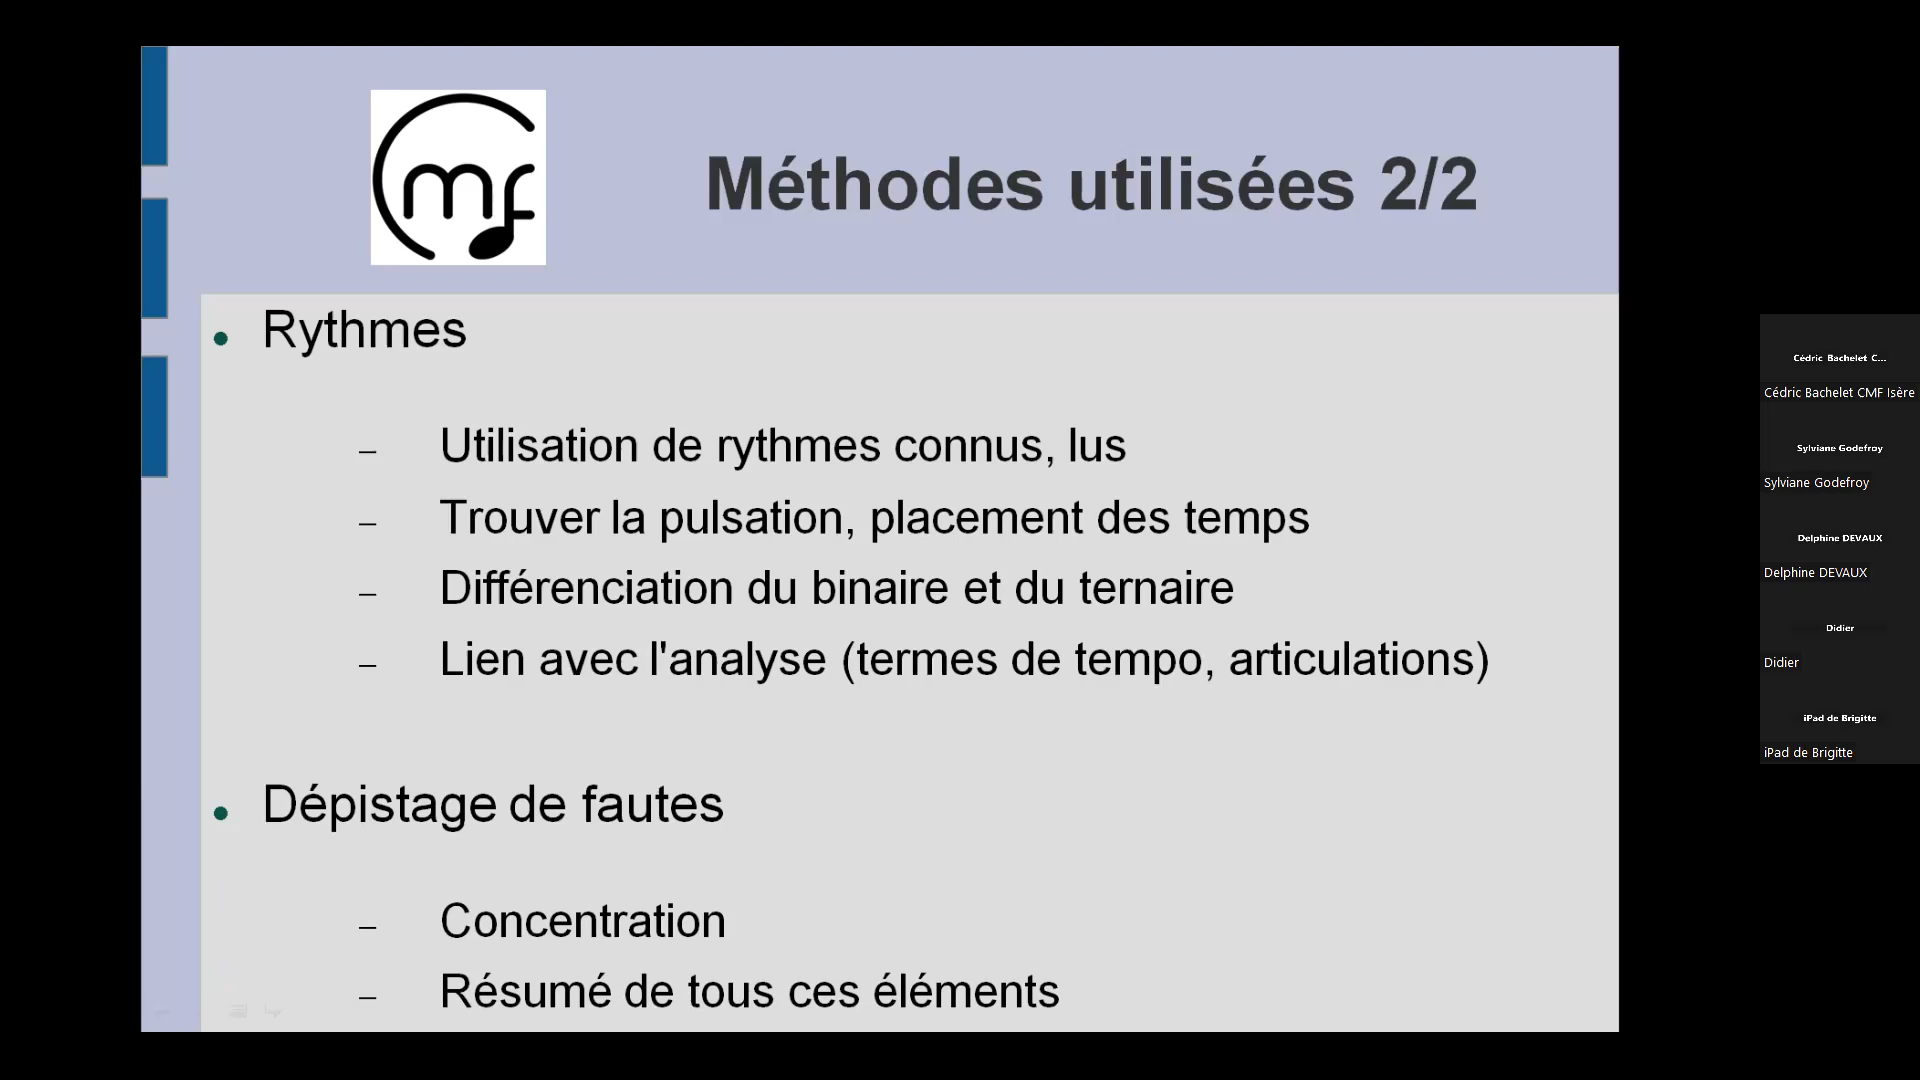 mf
Méthodes utilisées 2/2
• Rythmes
– Utilisation de rythmes connus, lus
– Trouver la pulsation, placement des temps
– Différenciation du binaire et du ternaire
– Lien avec l'analyse (termes de tempo, articulations)
• Dépistage de fautes
– Concentration
– Résumé de tous ces éléments
Cédric Bachelet C...
Cédric Bachelet CMF Isère
Sylviane Godefroy
Sylviane Godefroy
Delphine DEVAUX
Delphine DEVAUX
Didier
Didier
iPad de Brigitte
iPad de Brigitte